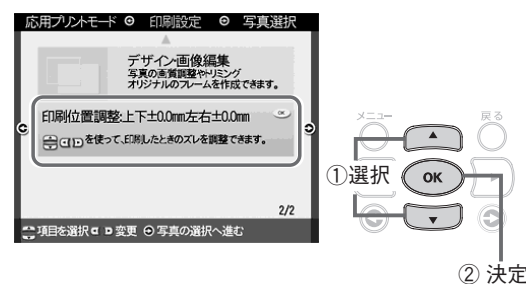 応用プリントモード 印刷設定 写真選択
デザイン画像編集
写真の画質調整やトリミング
オリジナルのフレームを作成できます。
印刷位置調整:上下±0.0mm左右±0.0mm
OK
を使って、印刷したときのズレを調整できます。
2/2
項目を選択 変更 写真の選択へ進む
メニュー
戻る
①選択
OK
② 決定